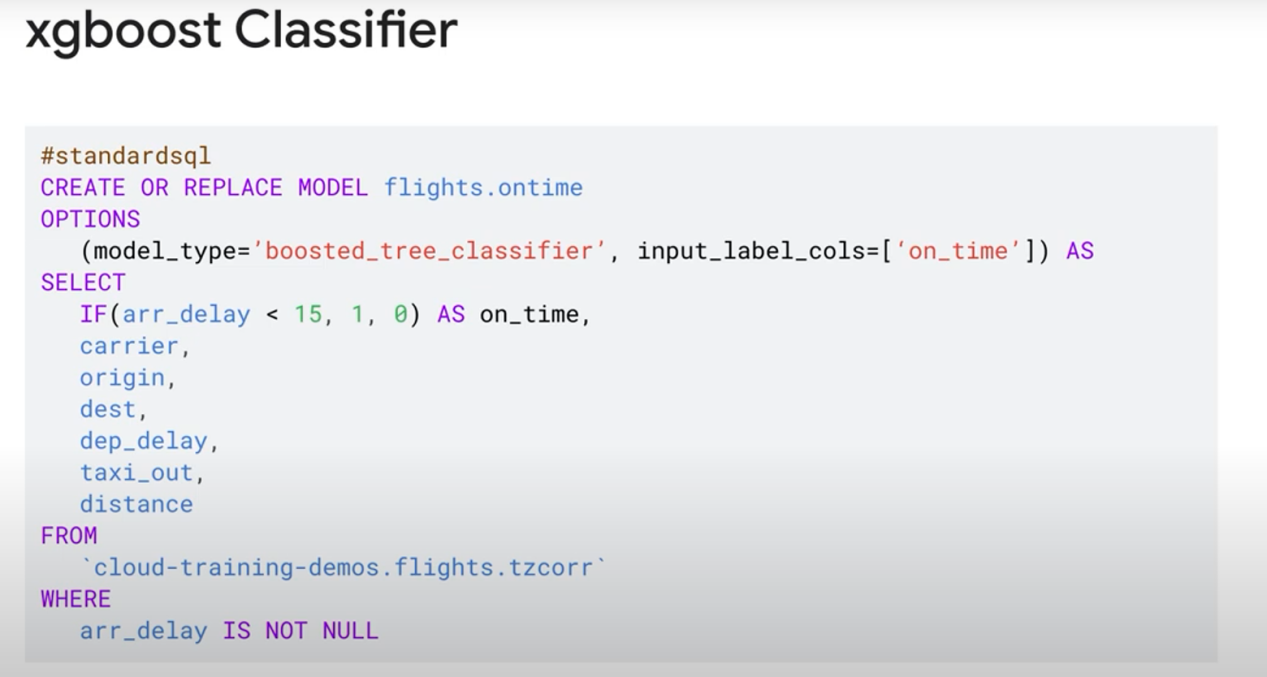 xgboost Classifier
#standardsql
CREATE OR REPLACE MODEL flights.ontime
OPTIONS
(model_type=’boosted_tree_classifier’, input_label_cols=[‘on_time’]) AS
SELECT
IF(arr_delay < 15, 1, 0) AS on_time,
carrier,
origin,
dest,
dep_delay,
taxi_out,
distance
FROM
`cloud-training-demos.flights.tzcorr`
WHERE
arr_delay IS NOT NULL